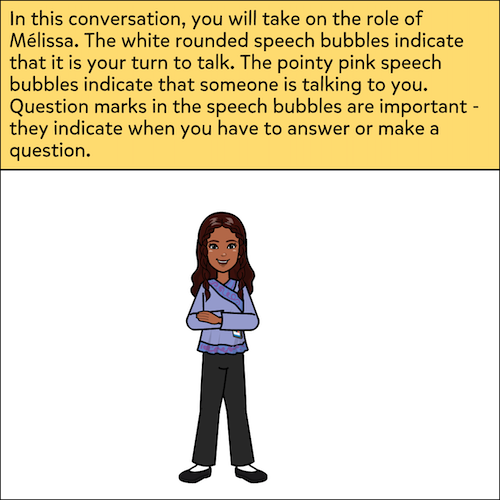 In this conversation, you will take on the role of
Mélissa. The white rounded speech bubbles indicate
that it is your turn to talk. The pointy pink speech
bubbles indicate that someone is talking to you.
Question marks in the speech bubbles are important -
they indicate when you have to answer or make a
question.